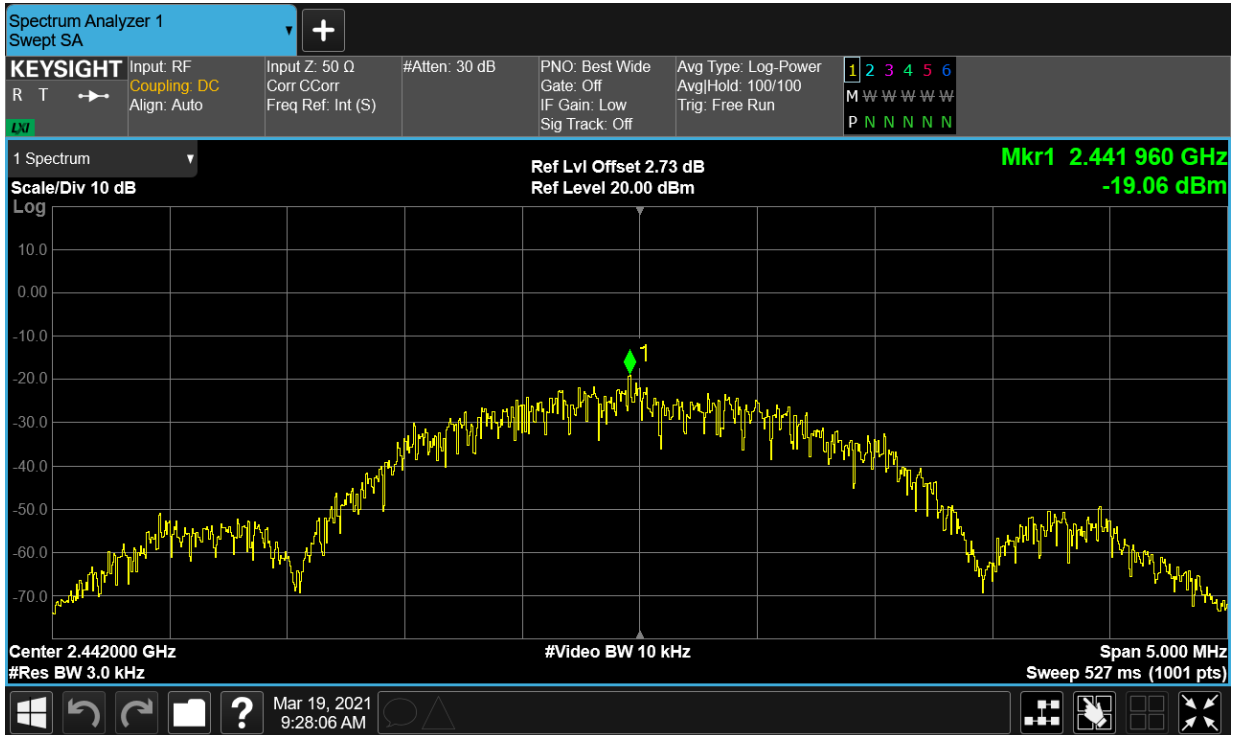 Spectrum Analyzer 1
Swept SA
+
KEYSIGHT
R T
LXI
Input: RF
Coupling: DC
Align: Auto
Input Z: 50 Ω
Corr CCorr
Freq Ref: Int (S)
#Atten: 30 dB
PNO: Best Wide
Gate: Off
IF Gain: Low
Sig Track: Off
Avg Type: Log-Power
Avg|Hold: 100/100
Trig: Free Run
1 2 3 4 5 6
M W W W W W W
P N N N N N N
1 Spectrum
Scale/Div 10 dB
Log
Ref Lvl Offset 2.73 dB
Ref Level 20.00 dBm
Mkr1 2.441 960 GHz
-19.06 dBm
10.0
0.00
-10.0
1
-20.0
-30.0
-40.0
-50.0
-60.0
-70.0
Center 2.442000 GHz
#Res BW 3.0 kHz
#Video BW 10 kHz
Span 5.000 MHz
Sweep 527 ms (1001 pts)
?
Mar 19, 2021
9:28:06 AM